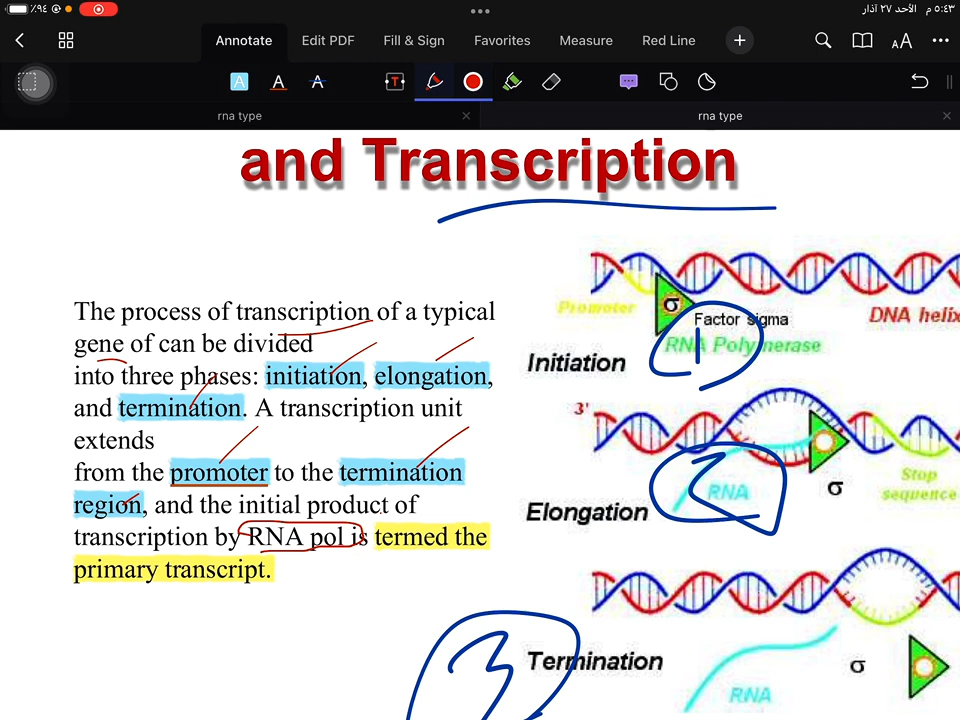 ٪٩٤
٥:٤٣ م الأحد ٢٧ آذار
Annotate Edit PDF Fill & Sign Favorites Measure Red Line
A A A T AA
rna type rna type
and Transcription
The process of transcription of a typical
gene of can be divided
into three phases: initiation, elongation,
and termination. A transcription unit
extends
from the promoter to the termination
region, and the initial product of
transcription by RNA pol is termed the
primary transcript.
Promoter
σ
Factor sigma
DNA helix
RNA Polymerase
Initiation
1
3'
RNA
σ
Stop
sequence
Elongation
2
Termination
σ
RNA
3